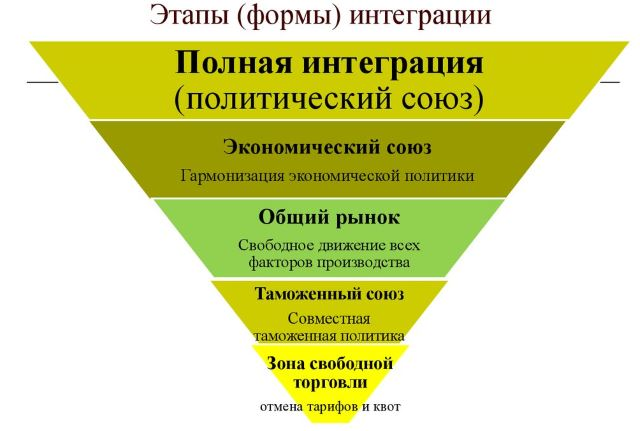 Этапы (формы) интеграции
Полная интеграция
(политический союз)
Экономический союз
Гармонизация экономической политики
Общий рынок
Свободное движение всех
факторов производства
Таможенный союз
Совместная
таможенная политика
Зона свободной
торговли
отмена тарифов и квот